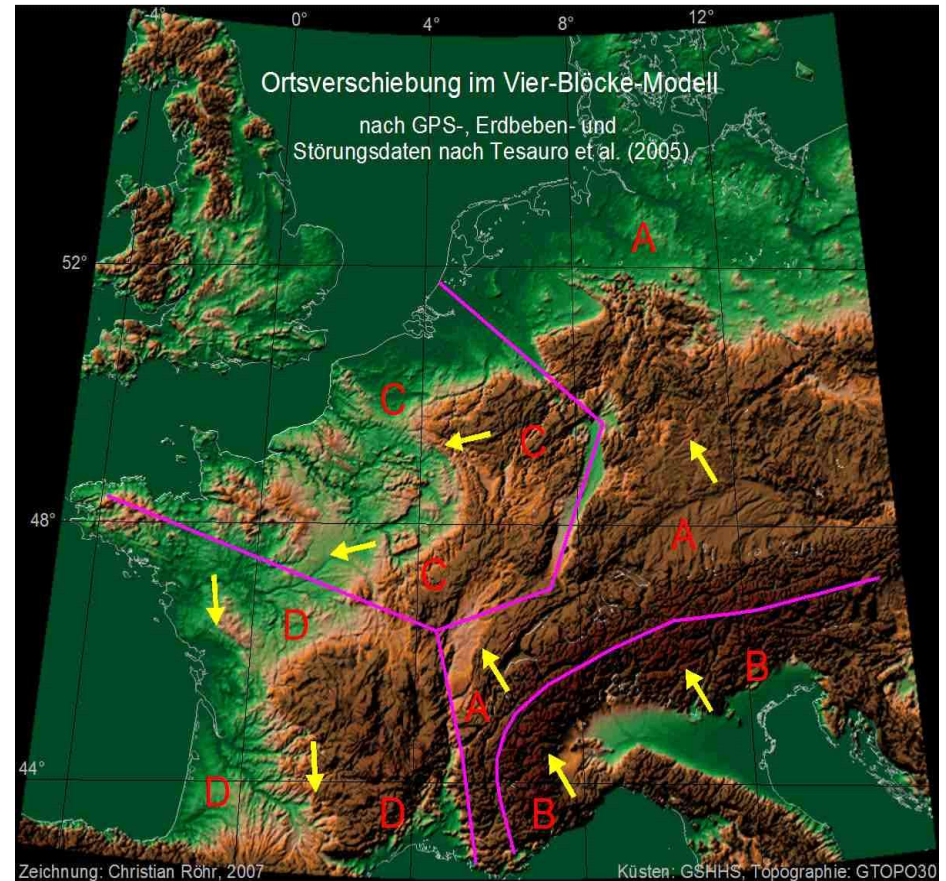 -4° 0° 4° 8° 12°
Ortsverschiebung im Vier-Blöcke-Modell
nach GPS-, Erdbeben- und
Störungsdaten nach Tesauro et al. (2005)
A
52°
C
C
48°
A
C
D
B
A
44°
D
D
B
Zeichnung: Christian Röhr, 2007 Küsten: GSHHS, Topographie: GTOPO30